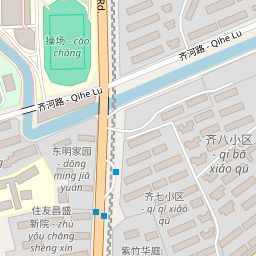 Rd.
操场 - cāo
chǎng
齐河路 - Qihe Lu
齐河路 - Qihe Lu
东明家园
- dōng
míng jiā
yuán
齐八小区
- qí bā
xiǎo qū
齐七小区
- qí qī xiǎo
qū
住友昌盛
新院 - zhù
yǒu chāng
shèng xīn
紫竹华庭